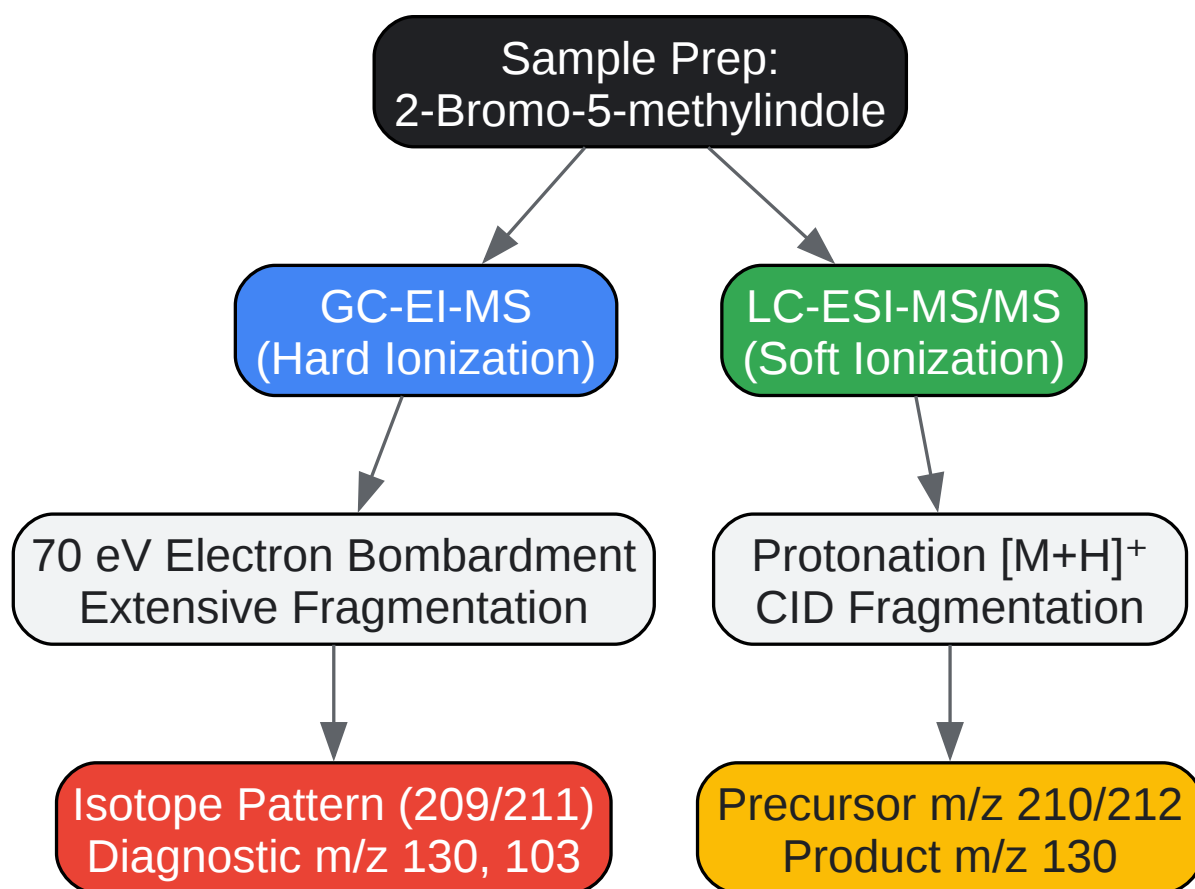 Sample Prep:
2-Bromo-5-methylindole
GC-EI-MS
(Hard Ionization)
LC-ESI-MS/MS
(Soft Ionization)
70 eV Electron Bombardment
Extensive Fragmentation
Protonation [M+H]⁺
CID Fragmentation
Isotope Pattern (209/211)
Diagnostic m/z 130, 103
Precursor m/z 210/212
Product m/z 130